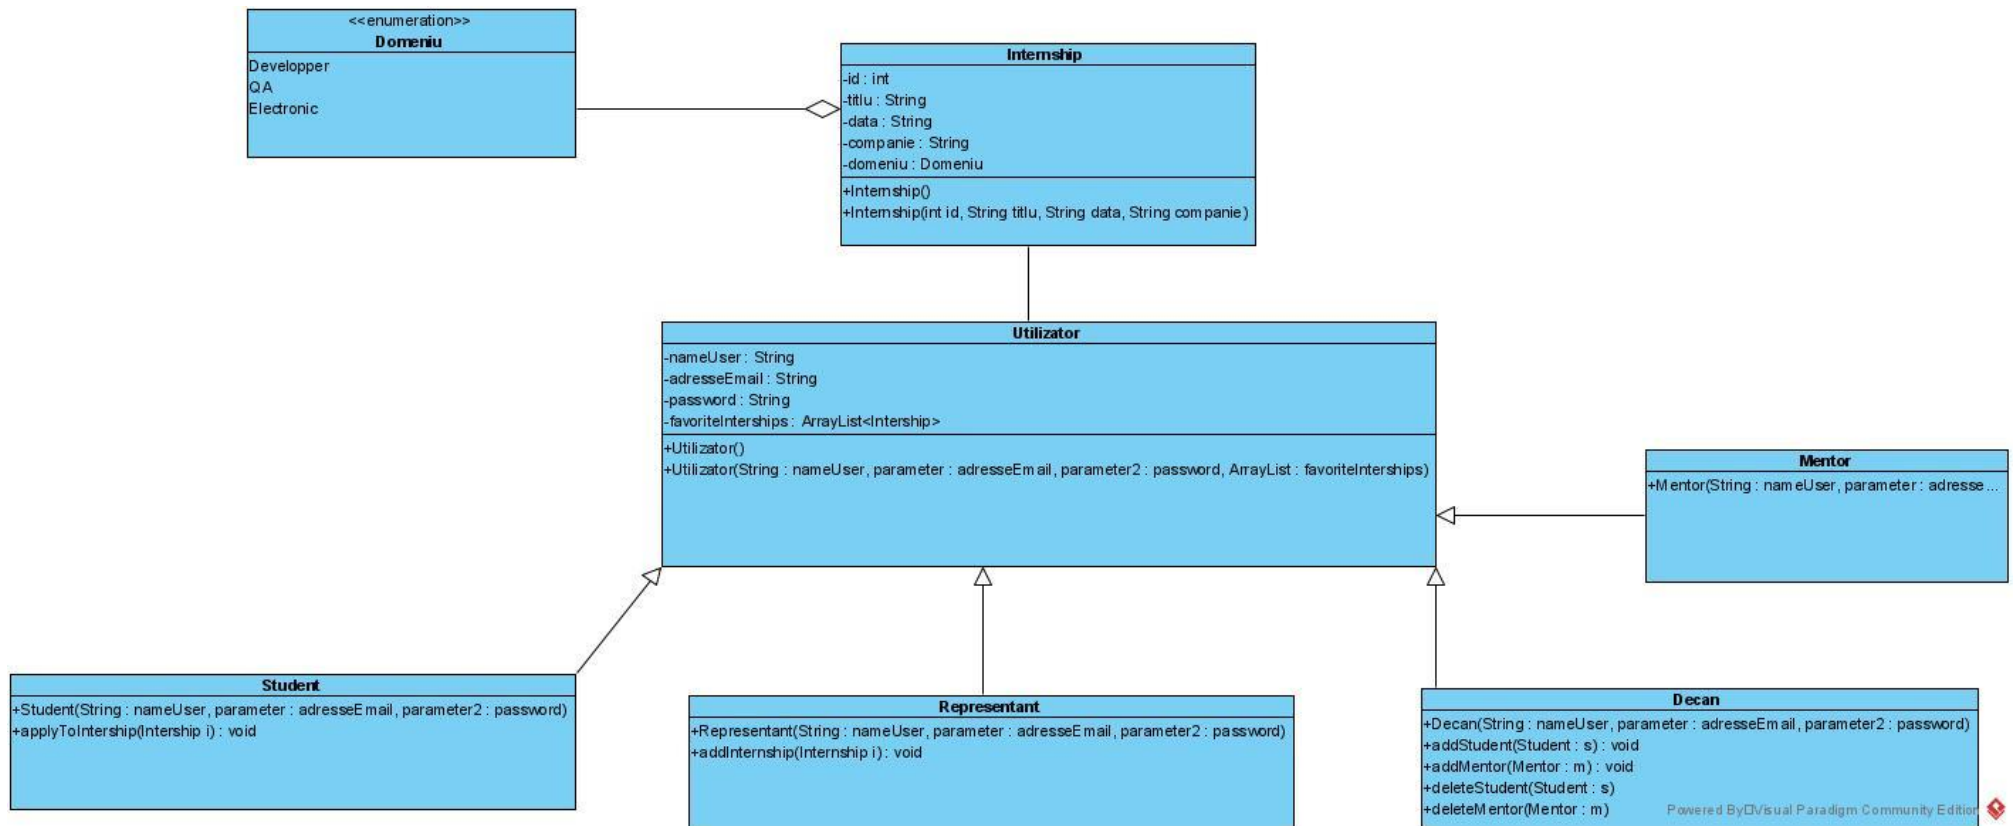 <<enumeration>>
Domeniu
Developper
QA
Electronic
Internship
-id : int
-titlu : String
-data : String
-companie : String
-domeniu : Domeniu
+Internship()
+Internship(int id, String titlu, String data, String companie)
Utilizator
-nameUser : String
-adresseEmail : String
-password : String
-favoriteInterships : ArrayList<Intership>
+Utilizator()
+Utilizator(String : nameUser, parameter : adresseEmail, parameter2 : password, ArrayList : favoriteInterships)
Mentor
+Mentor(String : nameUser, parameter : adresse...
Student
+Student(String : nameUser, parameter : adresseEmail, parameter2 : password)
+applyToIntership(Intership i) : void
Representant
+Representant(String : nameUser, parameter : adresseEmail, parameter2 : password)
+addInternship(Internship i) : void
Decan
+Decan(String : nameUser, parameter : adresseEmail, parameter2 : password)
+addStudent(Student : s) : void
+addMentor(Mentor : m) : void
+deleteStudent(Student : s)
+deleteMentor(Mentor : m)
Powered By□Visual Paradigm Community Edition